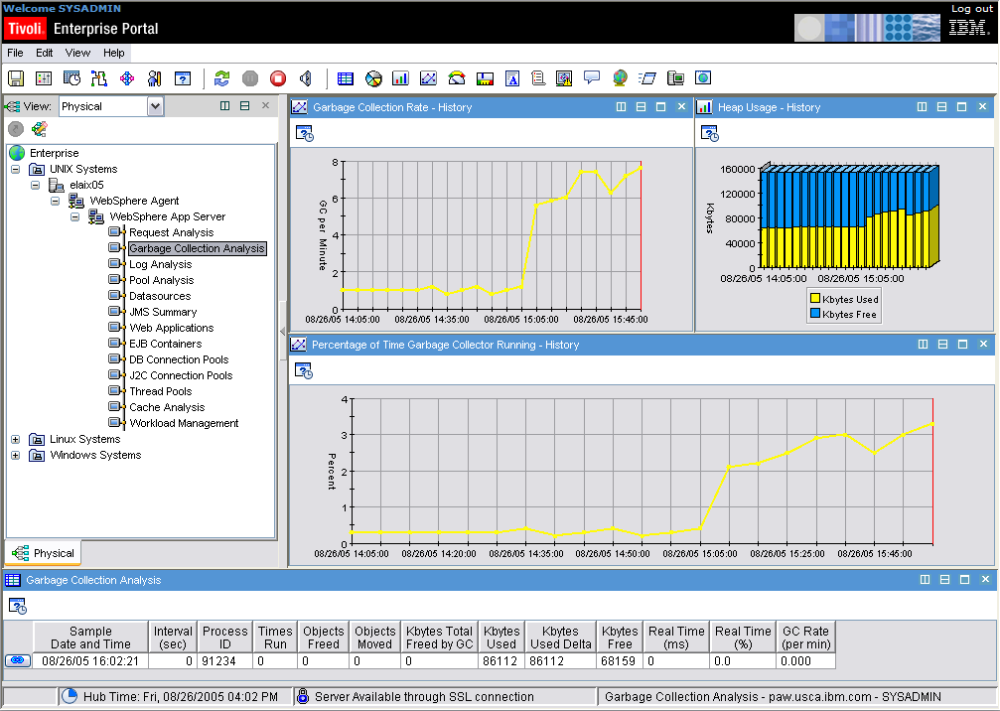 Welcome SYSADMIN
Log out
Tivoli. Enterprise Portal
IBM.
File Edit View Help
View: Physical
Enterprise
UNIX Systems
elaix05
WebSphere Agent
WebSphere App Server
Request Analysis
Garbage Collection Analysis
Log Analysis
Pool Analysis
Datasources
JMS Summary
Web Applications
EJB Containers
DB Connection Pools
J2C Connection Pools
Thread Pools
Cache Analysis
Workload Management
Linux Systems
Windows Systems
Physical
Garbage Collection Rate - History
GC per Minute
8
6
4
2
0
08/26/05 14:05:00 08/26/05 14:35:00 08/26/05 15:05:00 08/26/05 15:45:00
Heap Usage - History
Kbytes
160000
120000
80000
40000
0
08/26/05 14:05:00 08/26/05 15:05:00
Kbytes Used
Kbytes Free
Percentage of Time Garbage Collector Running - History
Percent
4
3
2
1
0
08/26/05 14:05:00 08/26/05 14:20:00 08/26/05 14:35:00 08/26/05 14:50:00 08/26/05 15:05:00 08/26/05 15:25:00 08/26/05 15:45:00
Garbage Collection Analysis
Sample Date and Time Interval (sec) Process ID Times Run Objects Freed Objects Moved Kbytes Total Freed by GC Kbytes Used Kbytes Used Delta Kbytes Free Real Time (ms) Real Time (%) GC Rate (per min)
08/26/05 16:02:21 0 91234 0 0 0 0 86112 86112 68159 0 0.0 0.000
Hub Time: Fri, 08/26/2005 04:02 PM
Server Available through SSL connection
Garbage Collection Analysis - paw.usca.ibm.com - SYSADMIN